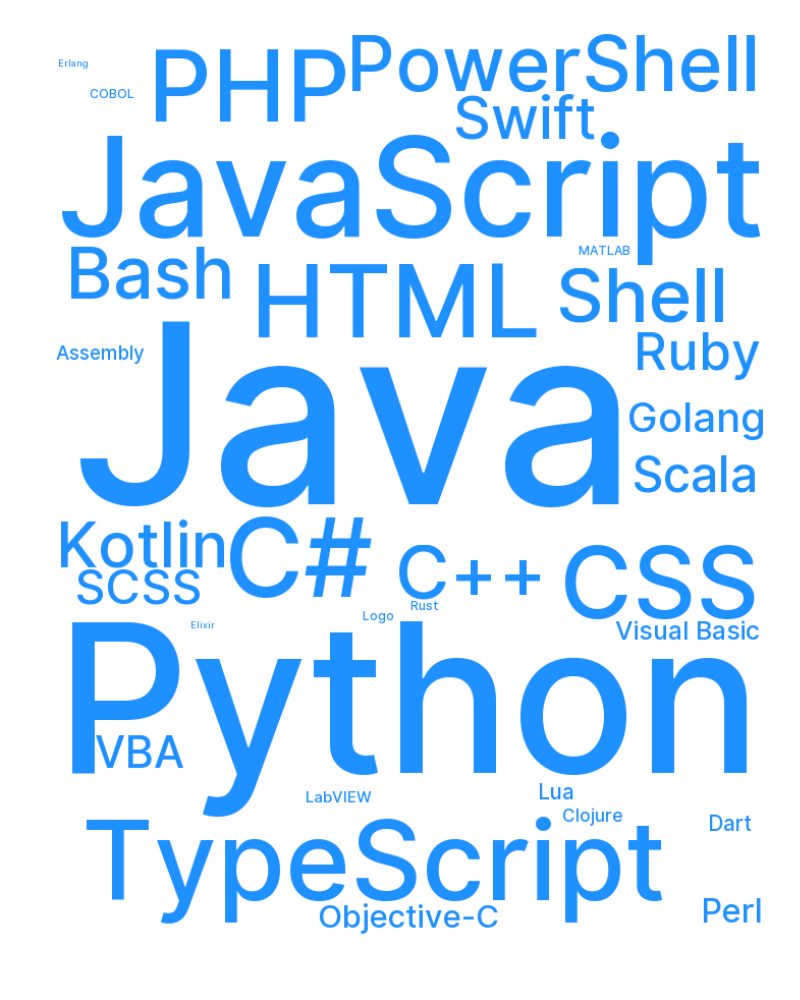 Erlang
COBOL
PHP
PowerShell
Swift
JavaScript
MATLAB
Bash
HTML
Shell
Assembly
Java
Ruby
Golang
Scala
Kotlin
C#
C++
CSS
SCSS
Rust
Logo
Elixir
Visual Basic
Python
VBA
LabVIEW
Lua
Clojure
Dart
TypeScript
Objective-C
Perl